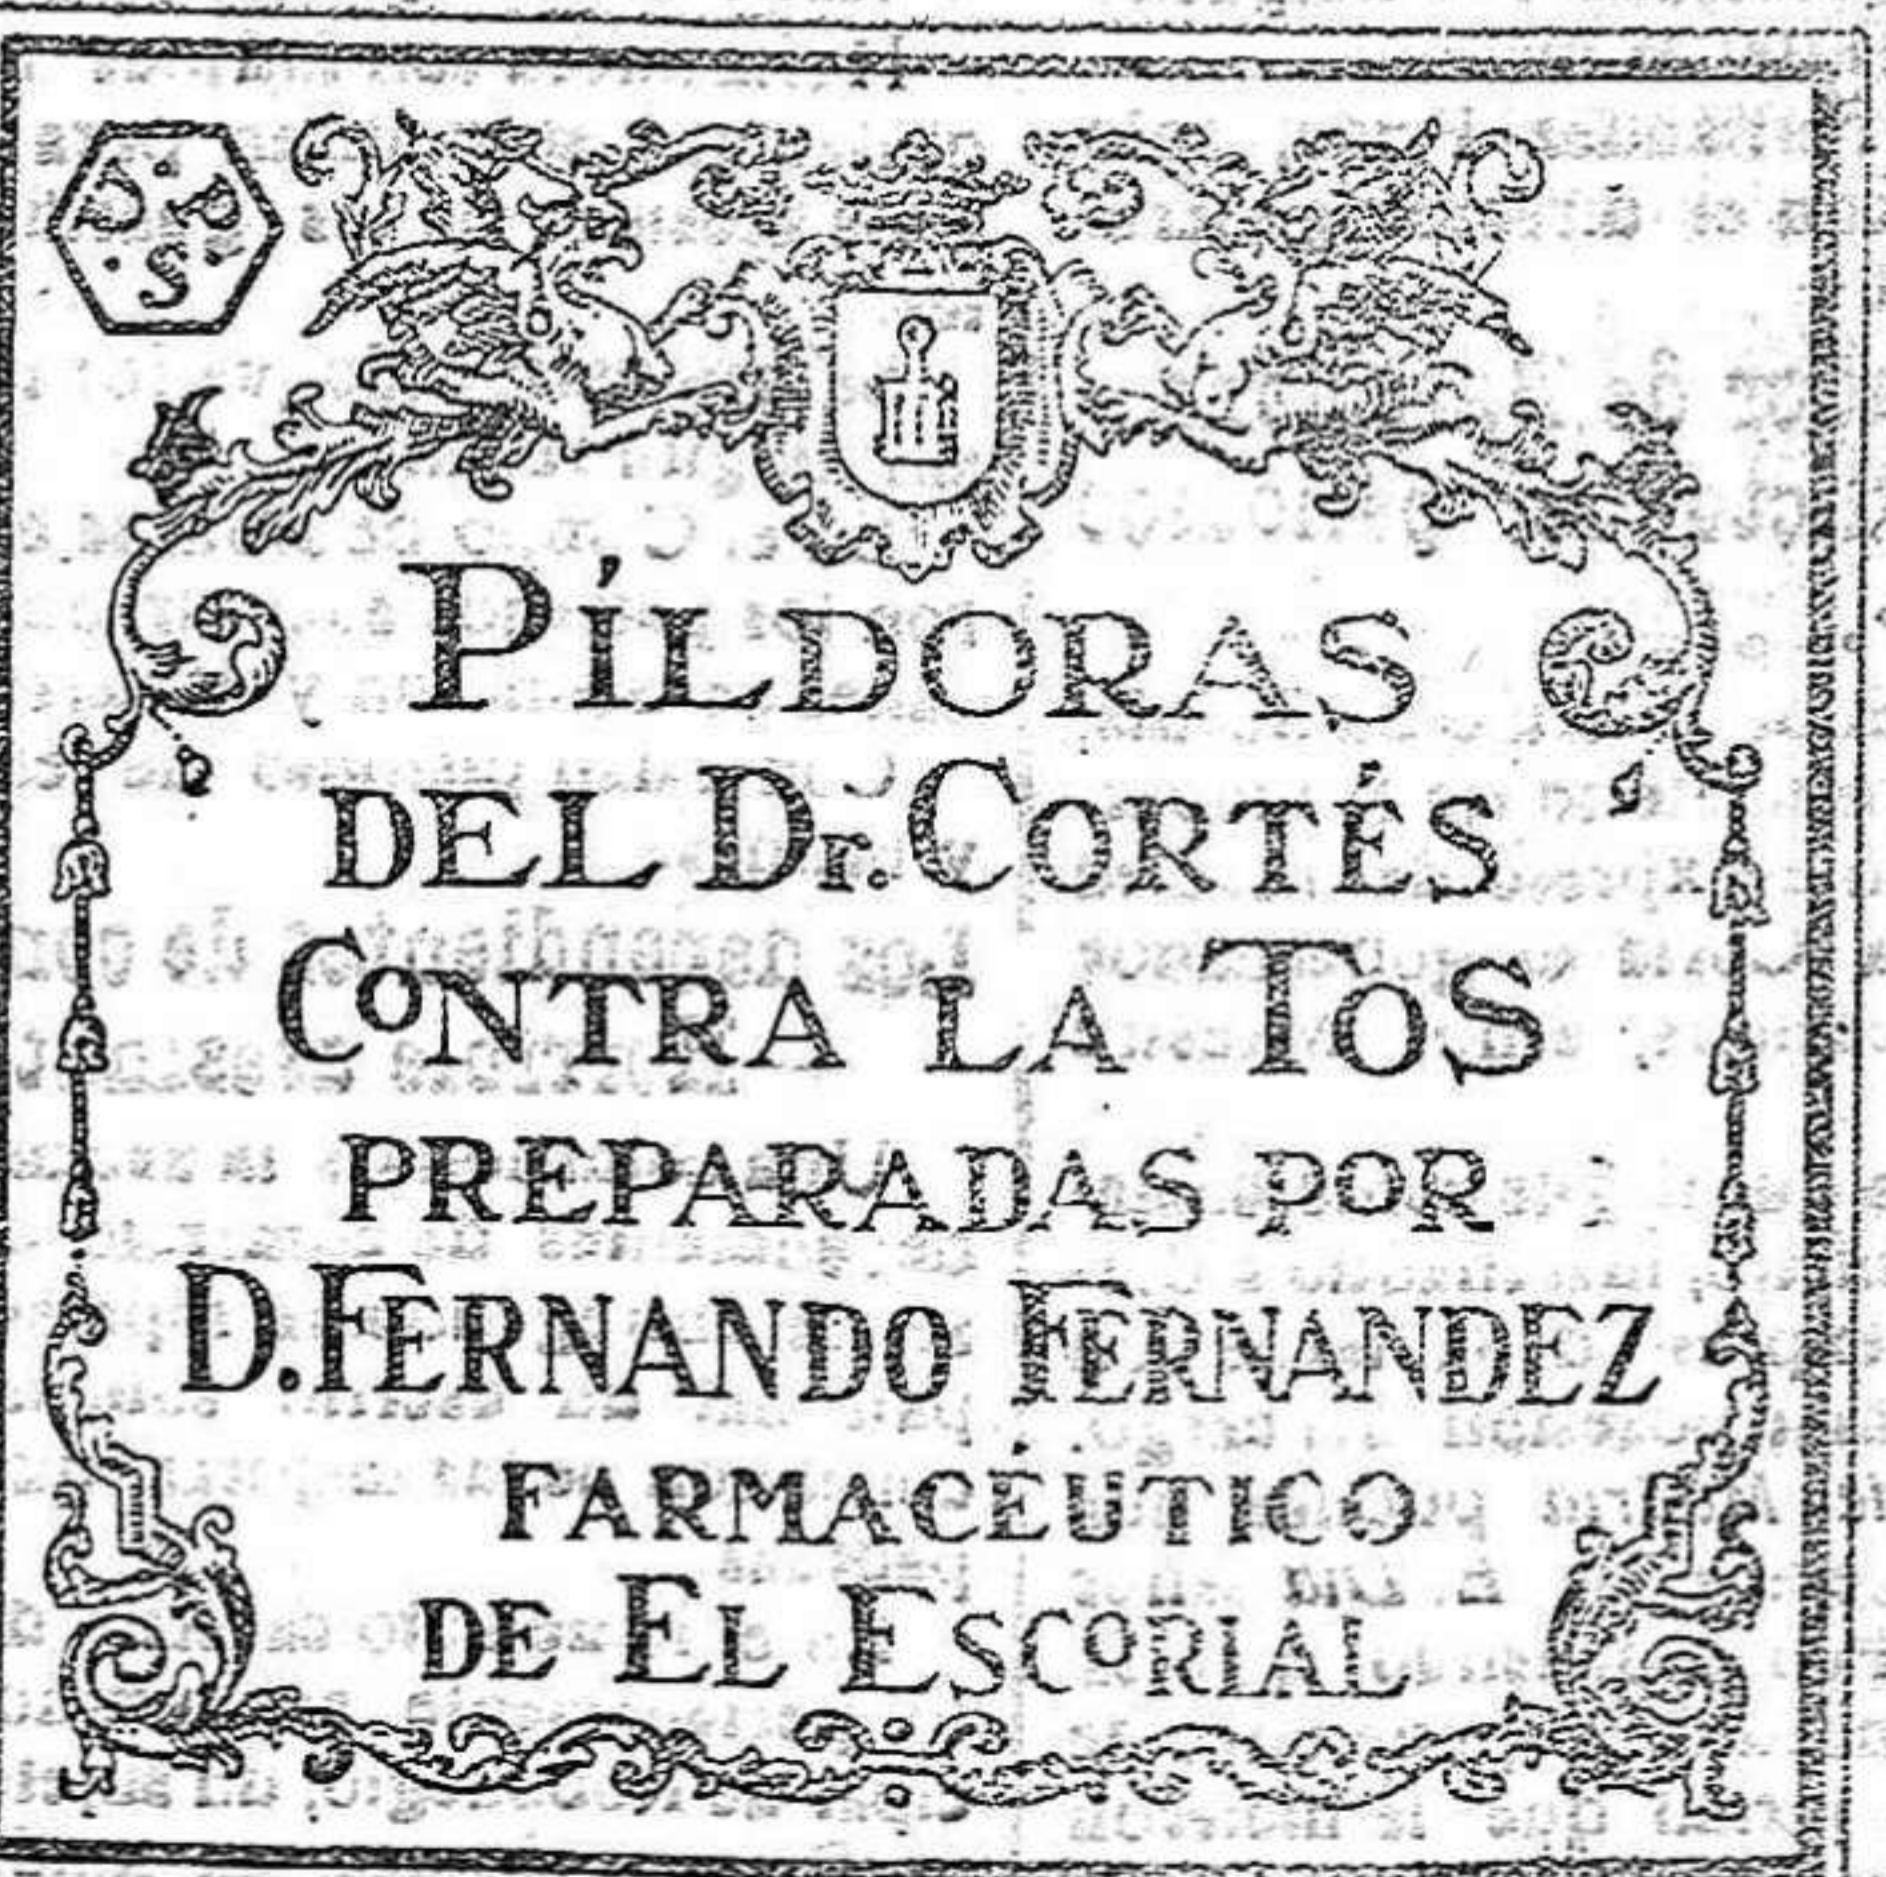 PÍLDORAS
DEL Dr. CORTÉS
CONTRA LA TOS
PREPARADAS POR
D. FERNANDO FERNANDEZ
FARMACÉUTICO
DE EL ESCORIAL